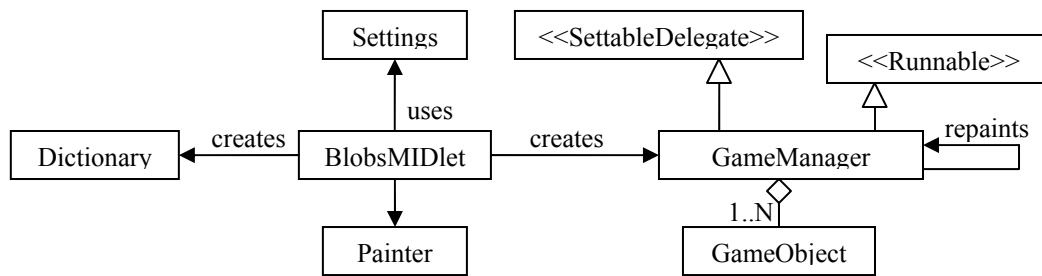 Settings
<<SettableDelegate>>
<<Runnable>>
uses
creates
creates
repaints
Dictionary
BlobsMIDlet
GameManager
1..N
Painter
GameObject